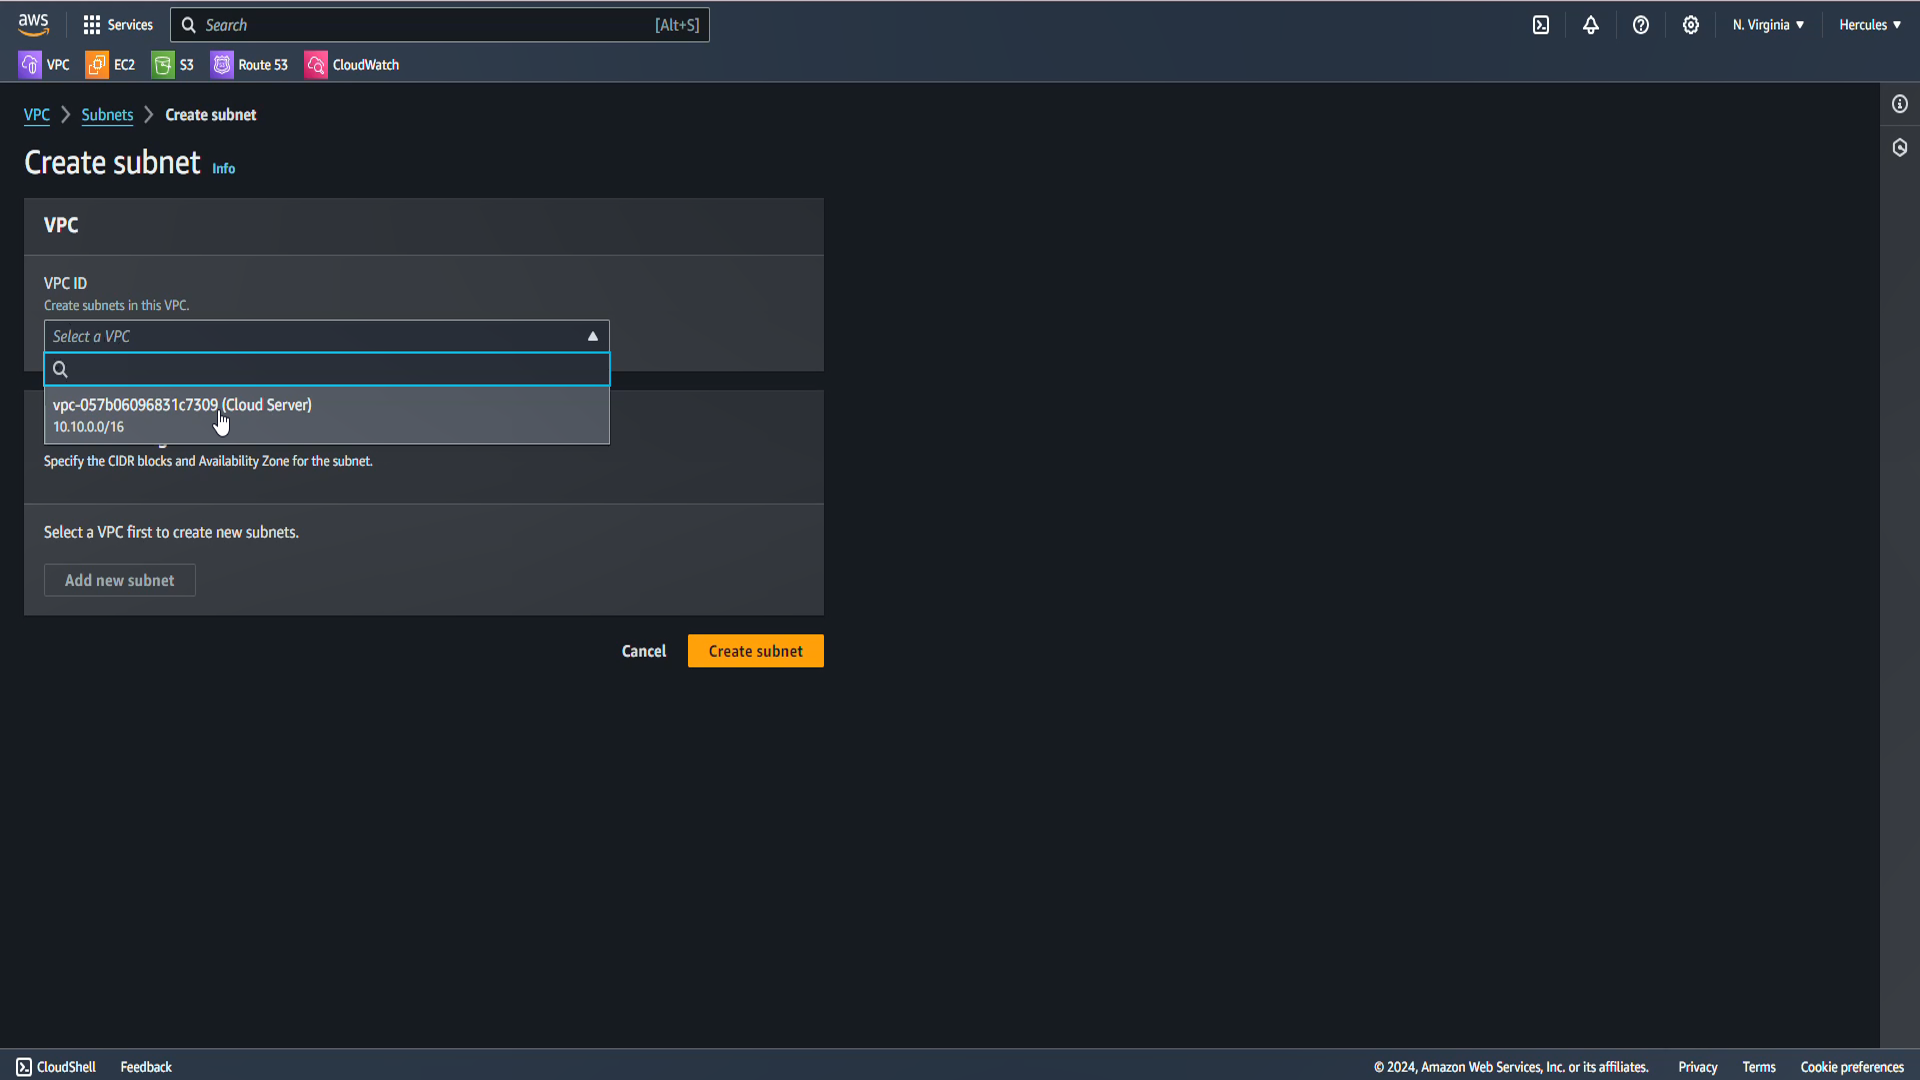 aws
Services
Search
[Alt+S]
N. Virginia
Hercules
VPC
EC2
S3
Route 53
CloudWatch
VPC
Subnets
Create subnet
Create subnet
Info
VPC
VPC ID
Create subnets in this VPC.
Select a VPC
vpc-057b06096831c7309 (Cloud Server)
10.10.0.0/16
Specify the CIDR blocks and Availability Zone for the subnet.
Select a VPC first to create new subnets.
Add new subnet
Cancel
Create subnet
CloudShell
Feedback
© 2024, Amazon Web Services, Inc. or its affiliates.
Privacy
Terms
Cookie preferences